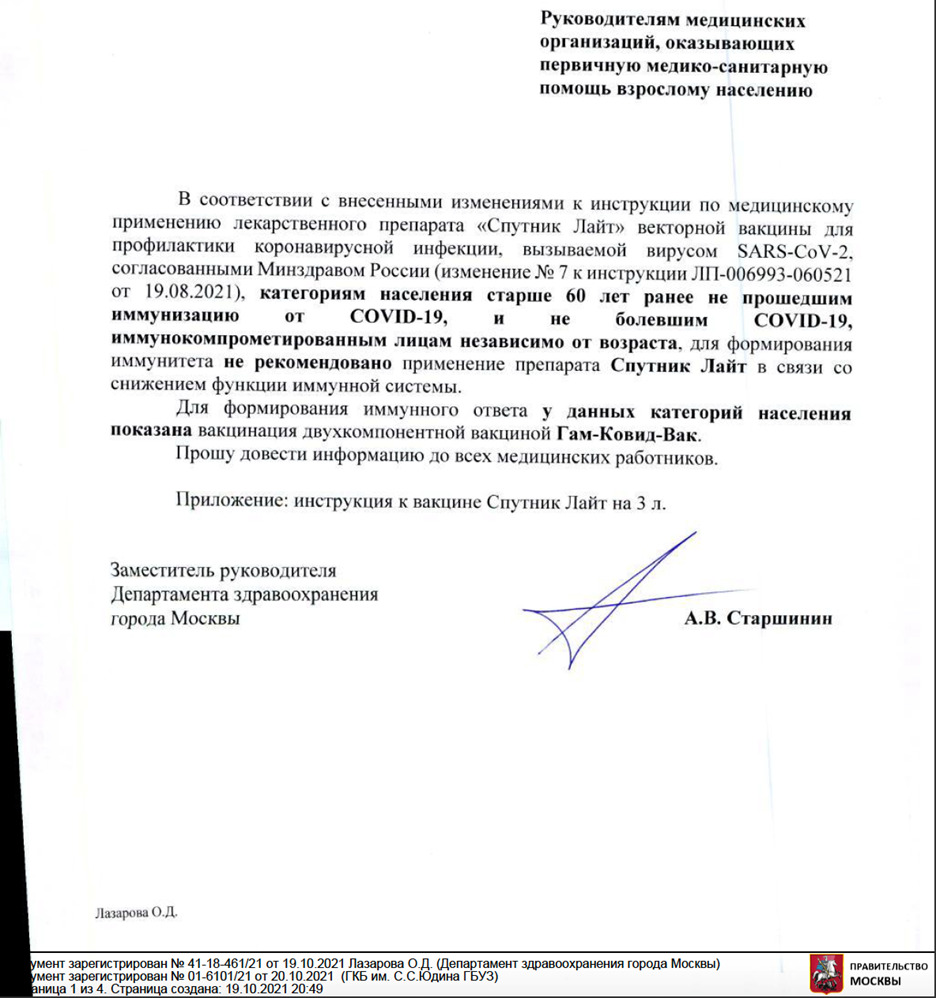 Руководителям медицинских
организаций, оказывающих
первичную медико-санитарную
помощь взрослому населению
В соответствии с внесенными изменениями к инструкции по медицинскому
применению лекарственного препарата «Спутник Лайт» векторной вакцины для
профилактики коронавирусной инфекции, вызываемой вирусом SARS-CoV-2,
согласованными Минздравом России (изменение № 7 к инструкции ЛП-006993-060521
от 19.08.2021), категориям населения старше 60 лет ранее не прошедшим
иммунизацию от COVID-19, и не болевшим COVID-19,
иммунокомпрометированным лицам независимо от возраста, для формирования
иммунитета не рекомендовано применение препарата Спутник Лайт в связи со
снижением функции иммунной системы.
Для формирования иммунного ответа у данных категорий населения
показана вакцинация двухкомпонентной вакциной Гам-Ковид-Вак.
Прошу довести информацию до всех медицинских работников.
Приложение: инструкция к вакцине Спутник Лайт на 3 л.
Заместитель руководителя
Департамента здравоохранения
города Москвы
А.В. Старшинин
Лазарова О.Д.
умент зарегистрирован № 41-18-461/21 от 19.10.2021 Лазарова О.Д. (Департамент здравоохранения города Москвы)
умент зарегистрирован № 01-6101/21 от 20.10.2021 (ГКБ им. С.С.Юдина ГБУЗ)
аница 1 из 4. Страница создана: 19.10.2021 20:49
ПРАВИТЕЛЬСТВО
МОСКВЫ